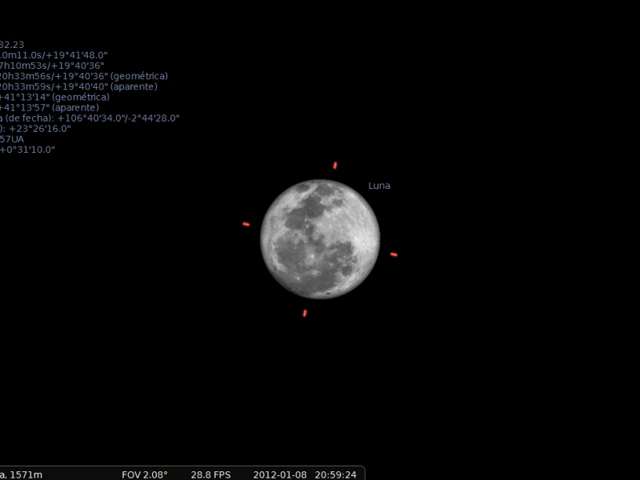 32.23
10m11.0s/+19°41'48.0"
7h10m53s/+19°40'36"
20h33m56s/+19°40'36" (geométrica)
20h33m59s/+19°40'40" (aparente)
+41°13'14" (geométrica)
+41°13'57" (aparente)
a (de fecha): +106°40'34.0"/-2°44'28.0"
): +23°26'16.0"
57UA
+0°31'10.0"
Luna
a, 1571m FOV 2.08° 28.8 FPS 2012-01-08 20:59:24